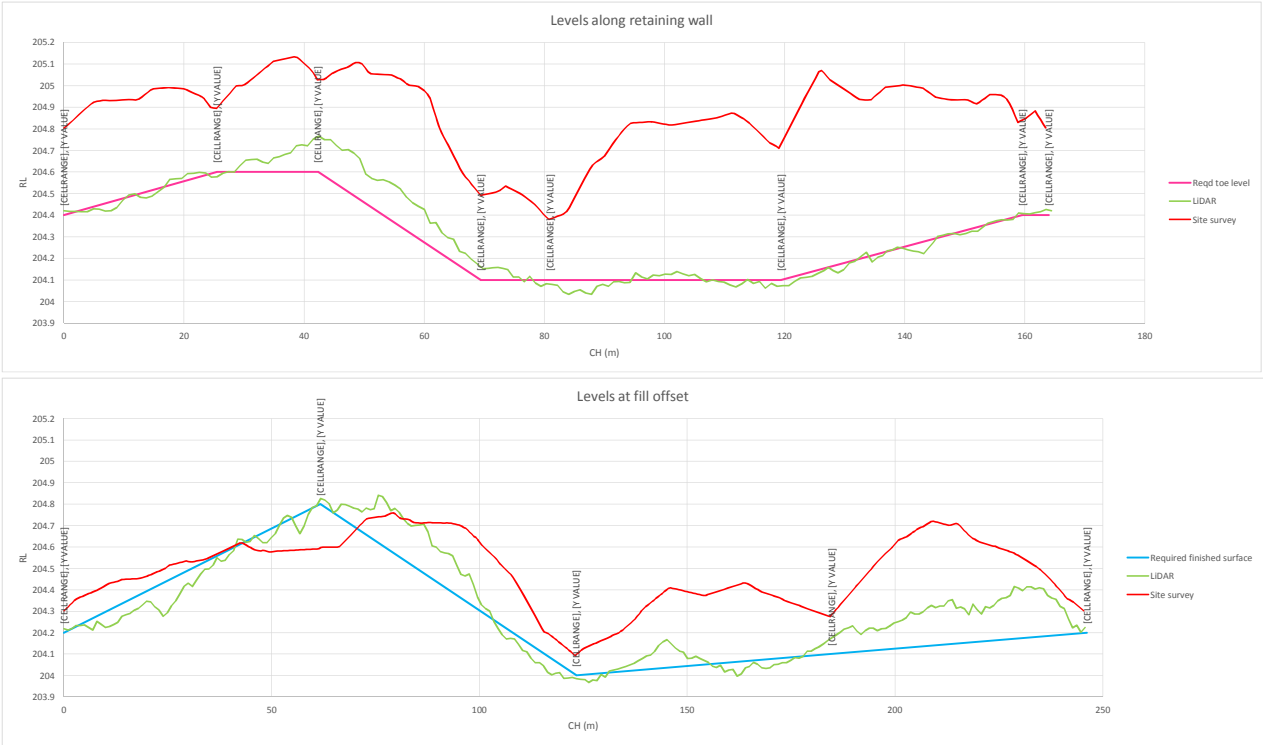 Levels along retaining wall
RL
205.2
205.1
205
204.9
204.8
204.7
204.6
204.5
204.4
204.3
204.2
204.1
204
203.9
[CELLRANGE], [Y VALUE]
[CELLRANGE], [Y VALUE]
[CELLRANGE], [Y VALUE]
[CELLRANGE], [Y VALUE]
[CELLRANGE], [Y VALUE]
[CELLRANGE], [Y VALUE]
[CELLRANGE], [Y VALUE]
[CELLRANGE], [Y VALUE]
0 20 40 60 80 100 120 140 160 180
CH (m)
Reqd toe level
LiDAR
Site survey
Levels at fill offset
RL
205.2
205.1
205
204.9
204.8
204.7
204.6
204.5
204.4
204.3
204.2
204.1
204
203.9
[CELLRANGE], [Y VALUE]
[CELLRANGE], [Y VALUE]
[CELLRANGE], [Y VALUE]
[CELLRANGE], [Y VALUE]
[CELLRANGE], [Y VALUE]
0 50 100 150 200 250
CH (m)
Required finished surface
LiDAR
Site survey